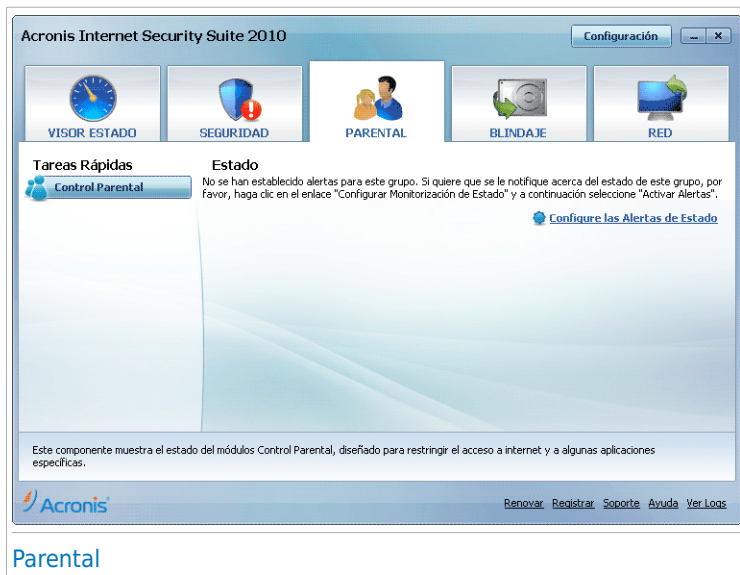 Acronis Internet Security Suite 2010
Configuración
VISOR ESTADO
SEGURIDAD
PARENTAL
BLINDAJE
RED
Tareas Rápidas
Control Parental
Estado
No se han establecido alertas para este grupo. Si quiere que se le notifique acerca del estado de este grupo, por
favor, haga clic en el enlace "Configurar Monitorización de Estado" y a continuación seleccione "Activar Alertas".
Configure las Alertas de Estado
Este componente muestra el estado del módulos Control Parental, diseñado para restringir el acceso a internet y a algunas aplicaciones
específicas.
Acronis
Renovar Registrar Soporte Ayuda Ver Logs
Parental